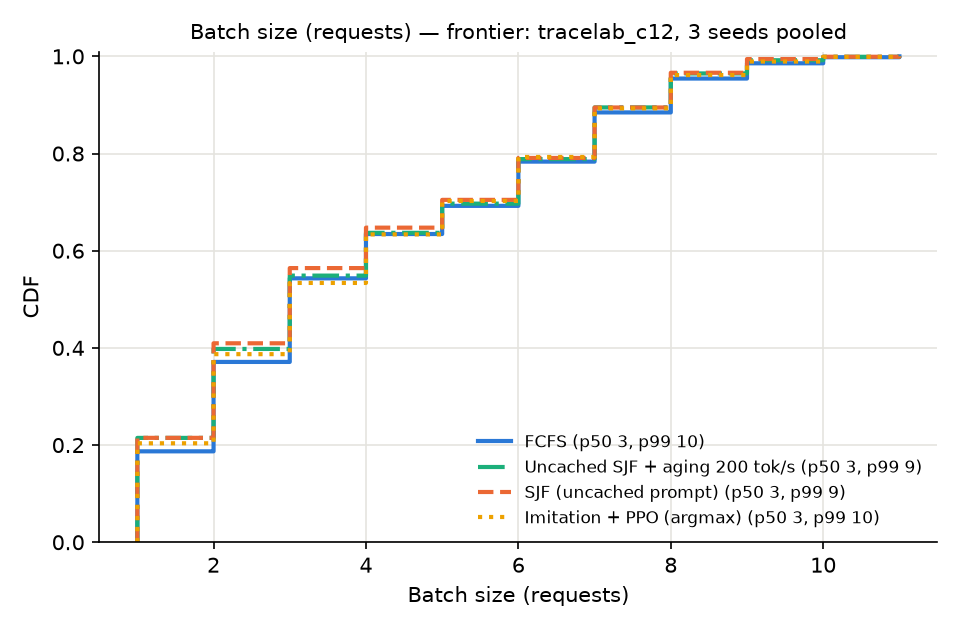 Batch size (requests) — frontier: tracelab_c12, 3 seeds pooled
1.0
0.8
0.6
0.4
0.2
0.0
CDF
FCFS (p50 3, p99 10)
Uncached SJF + aging 200 tok/s (p50 3, p99 9)
SJF (uncached prompt) (p50 3, p99 9)
Imitation + PPO (argmax) (p50 3, p99 10)
2 4 6 8 10
Batch size (requests)